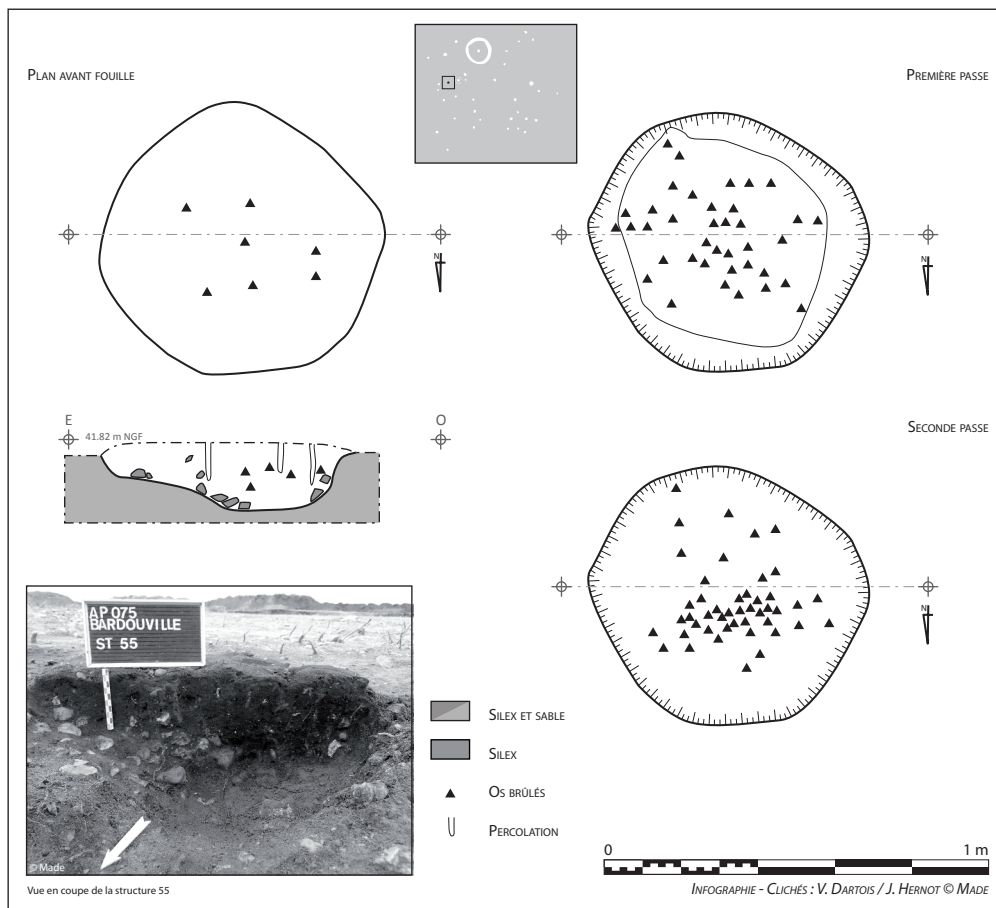 Plan avant fouille
Première passe
N
N
E
O
41.82 m NGF
Seconde passe
N
AP 075
BARDOUVILLE
ST 55
© Made
Vue en coupe de la structure 55
Silex et sable
Silex
Os brûlés
Percolation
0
1 m
Infographie - Clichés : V. Dartois / J. Hernot © Made